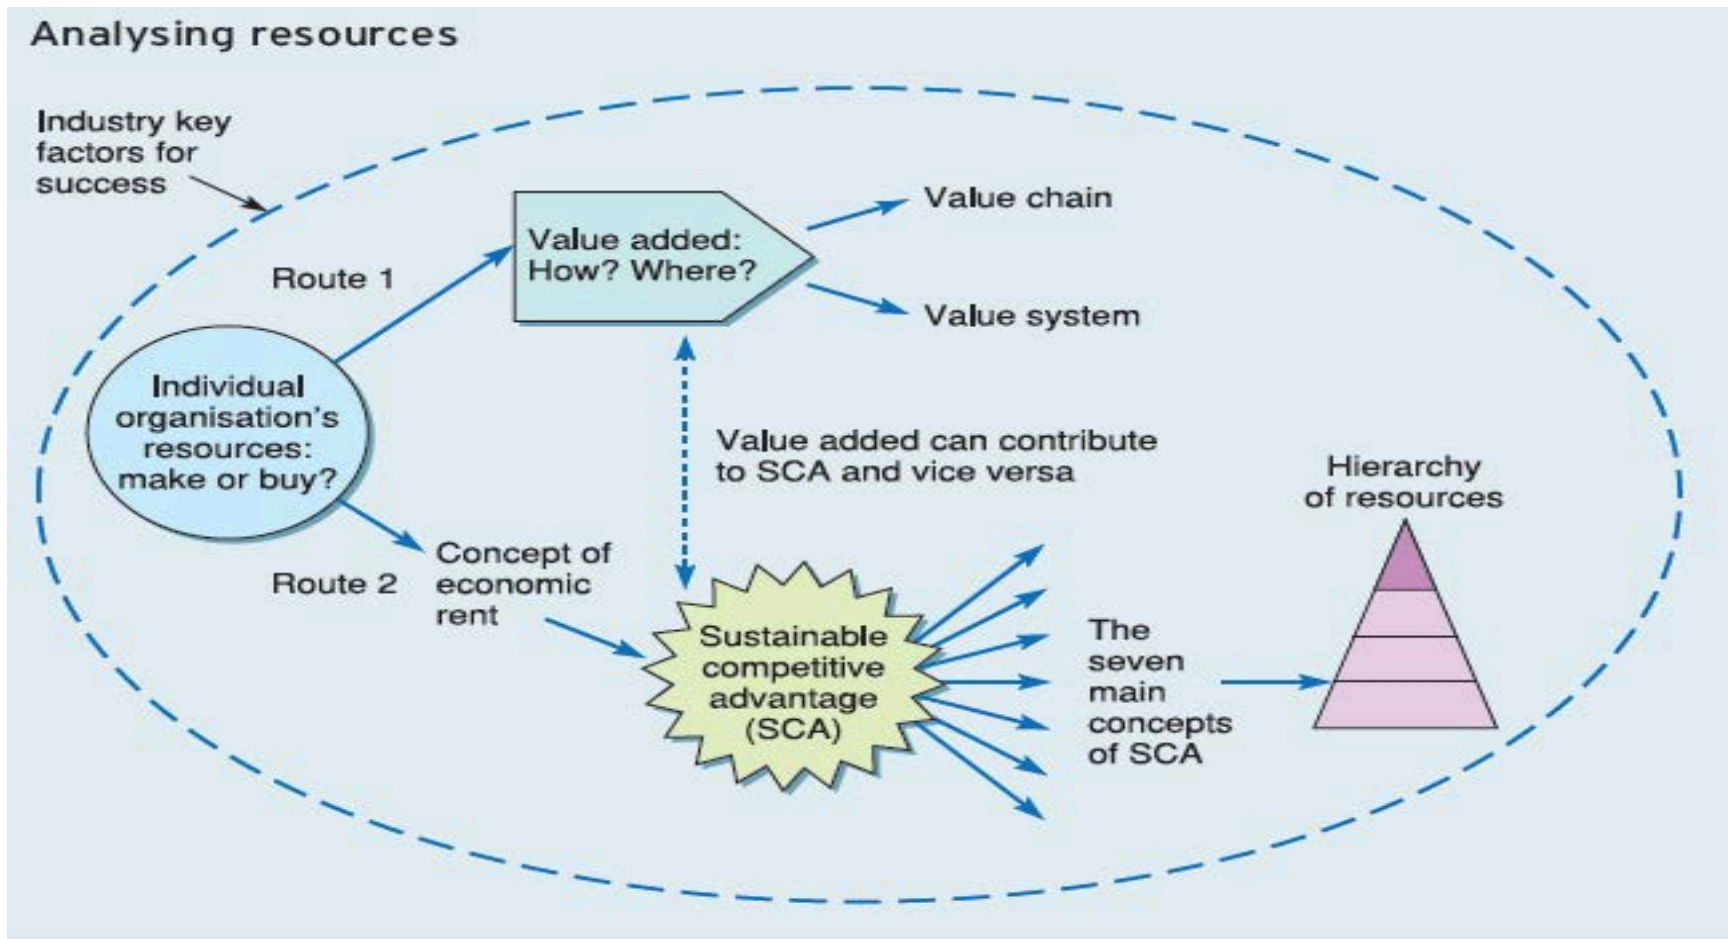 Analysing resources
Industry key
factors for
success
Route 1
Value added:
How? Where?
Value chain
Value system
Individual
organisation's
resources:
make or buy?
Value added can contribute
to SCA and vice versa
Route 2
Concept of
economic
rent
Sustainable
competitive
advantage
(SCA)
The
seven
main
concepts
of SCA
Hierarchy
of resources